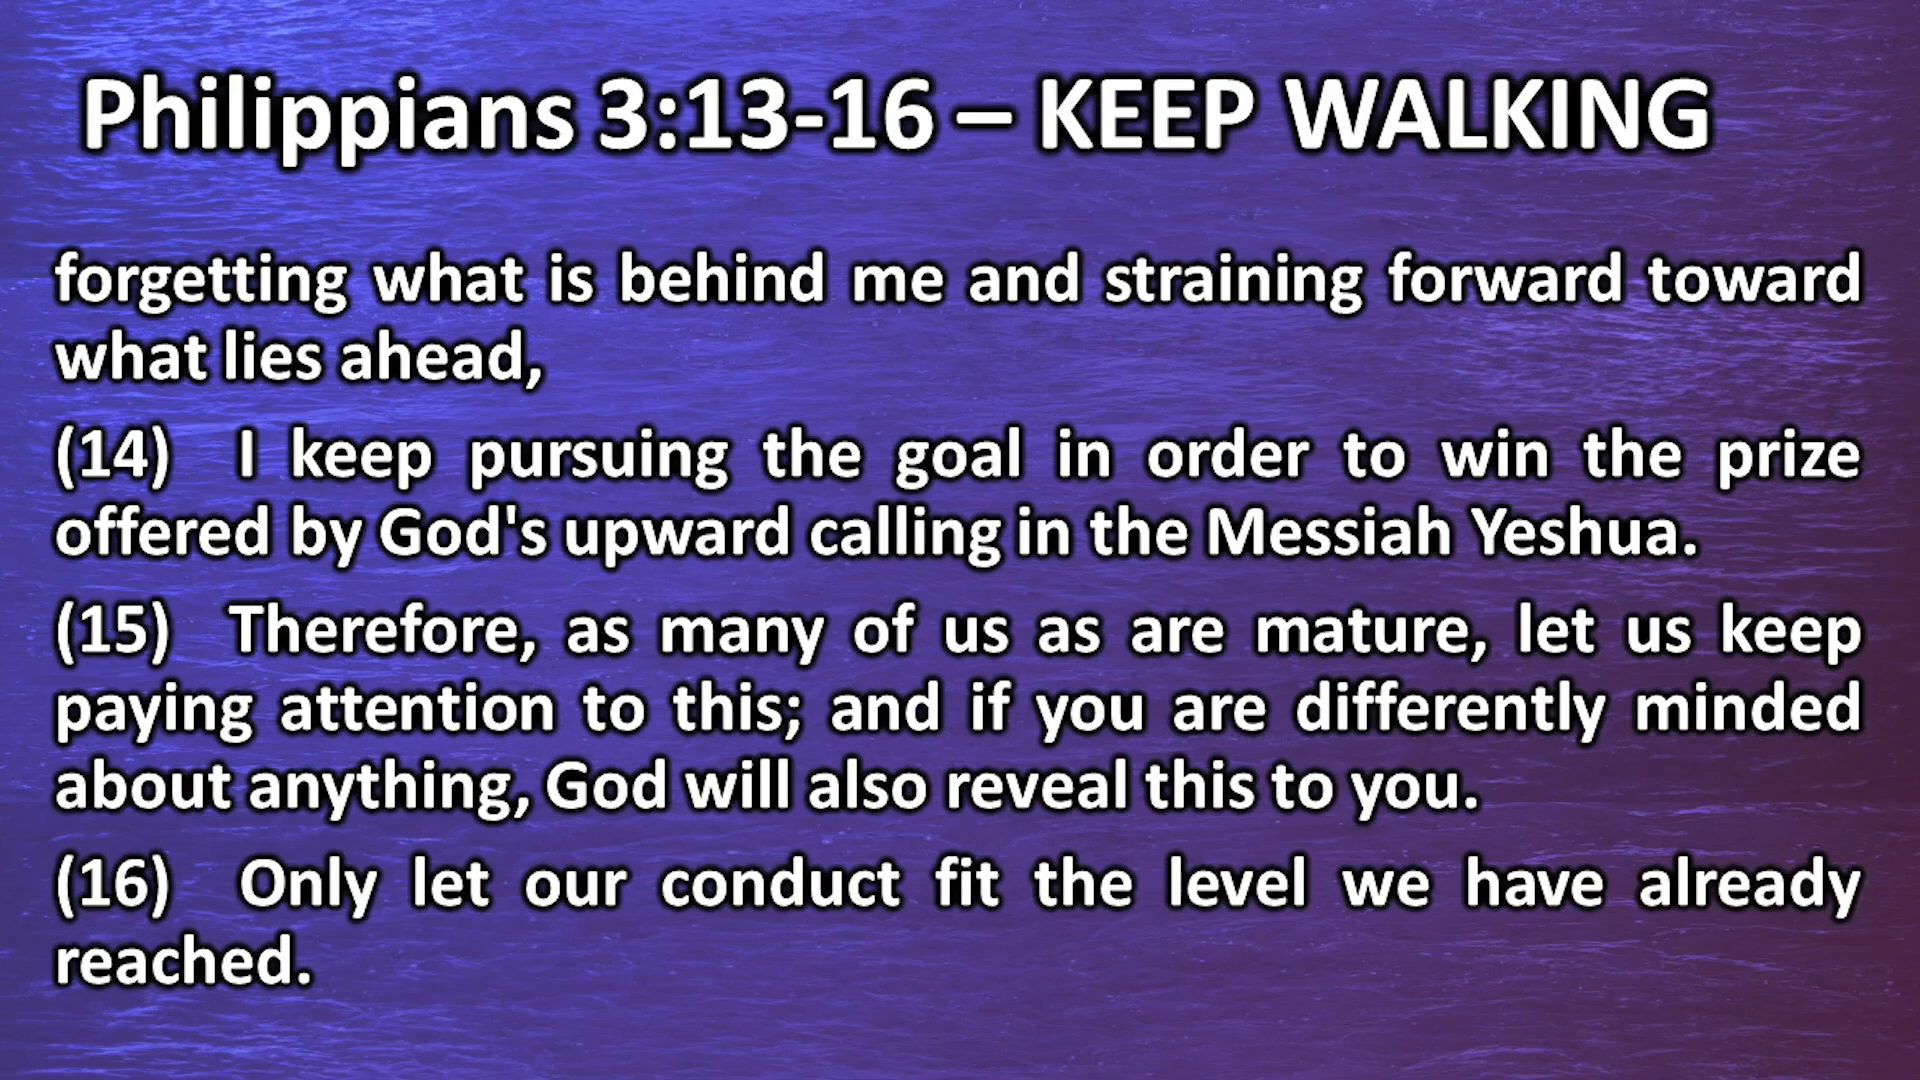 Philippians 3:13-16 – KEEP WALKING
forgetting what is behind me and straining forward toward
what lies ahead,
(14) I keep pursuing the goal in order to win the prize
offered by God's upward calling in the Messiah Yeshua.
(15) Therefore, as many of us as are mature, let us keep
paying attention to this; and if you are differently minded
about anything, God will also reveal this to you.
(16) Only let our conduct fit the level we have already
reached.